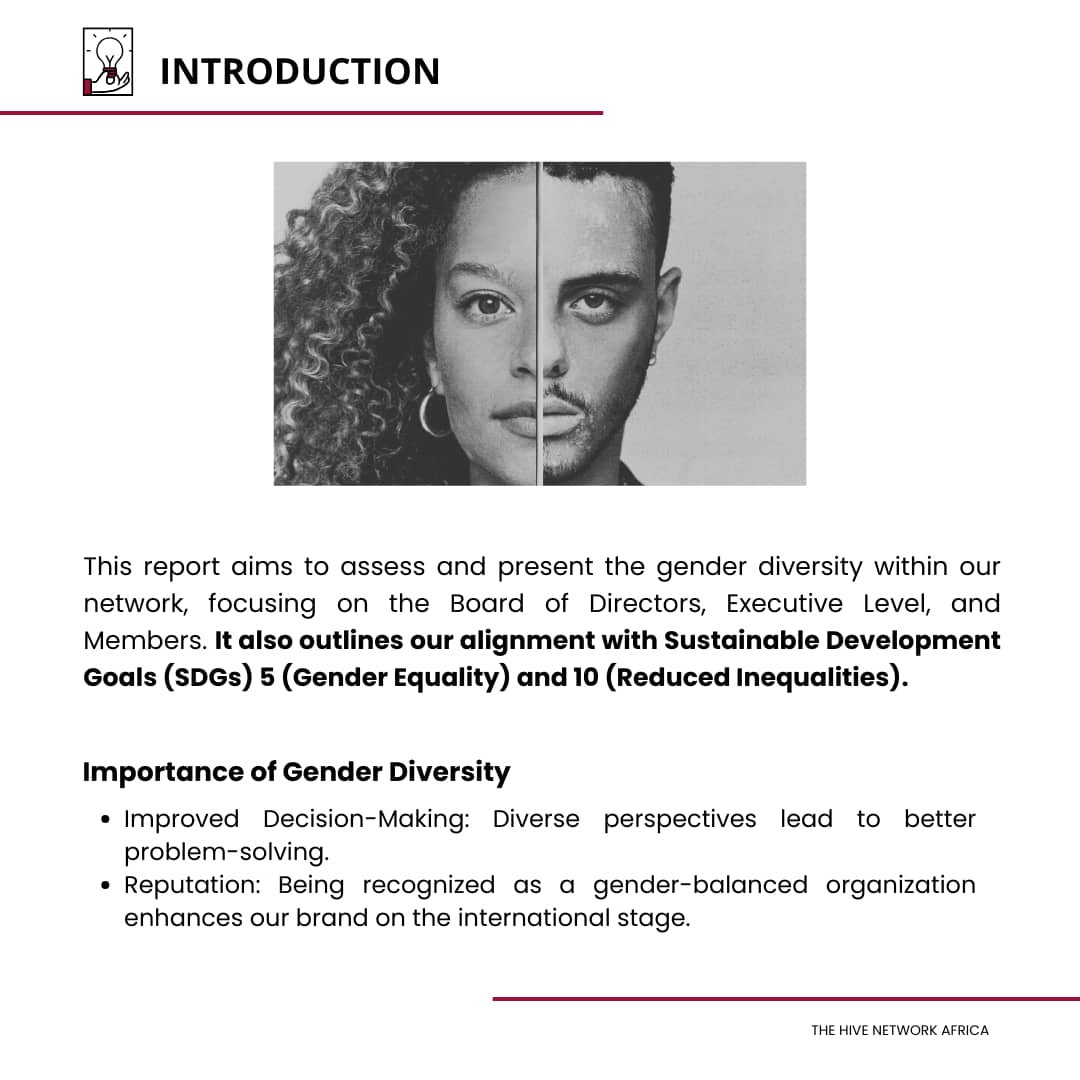 INTRODUCTION
This report aims to assess and present the gender diversity within our
network, focusing on the Board of Directors, Executive Level, and
Members. It also outlines our alignment with Sustainable Development
Goals (SDGs) 5 (Gender Equality) and 10 (Reduced Inequalities).
Importance of Gender Diversity
• Improved Decision-Making: Diverse perspectives lead to better
problem-solving.
• Reputation: Being recognized as a gender-balanced organization
enhances our brand on the international stage.
THE HIVE NETWORK AFRICA